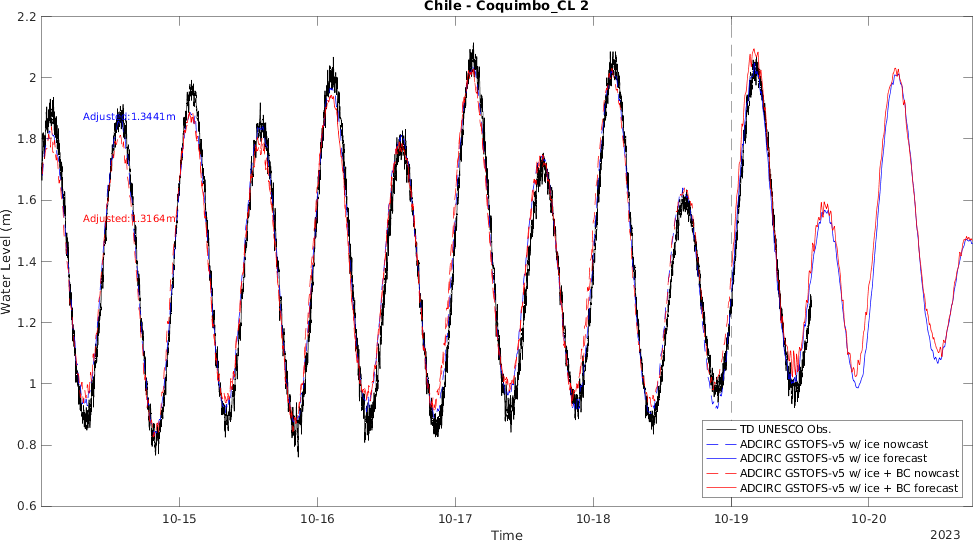 Chile - Coquimbo_CL 2
2.2
2
1.8
1.6
1.4
1.2
1
0.8
0.6
Water Level (m)
Adjusted:1.3441m
Adjusted:1.3164m
TD UNESCO Obs.
ADCIRC GSTOFS-v5 w/ ice nowcast
ADCIRC GSTOFS-v5 w/ ice forecast
ADCIRC GSTOFS-v5 w/ ice + BC nowcast
ADCIRC GSTOFS-v5 w/ ice + BC forecast
10-15 10-16 10-17 10-18 10-19 10-20
Time
2023